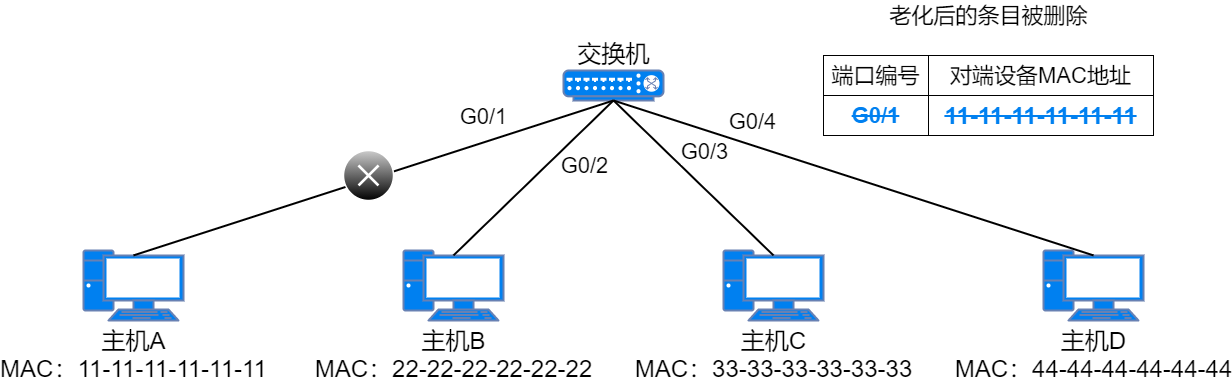 老化后的条目被删除
交换机
端口编号 对端设备MAC地址
G0/1 11-11-11-11-11-11
G0/1
G0/4
G0/2
G0/3
主机A 主机B 主机C 主机D
MAC：11-11-11-11-11-11 MAC：22-22-22-22-22-22 MAC：33-33-33-33-33-33 MAC：44-44-44-44-44-44